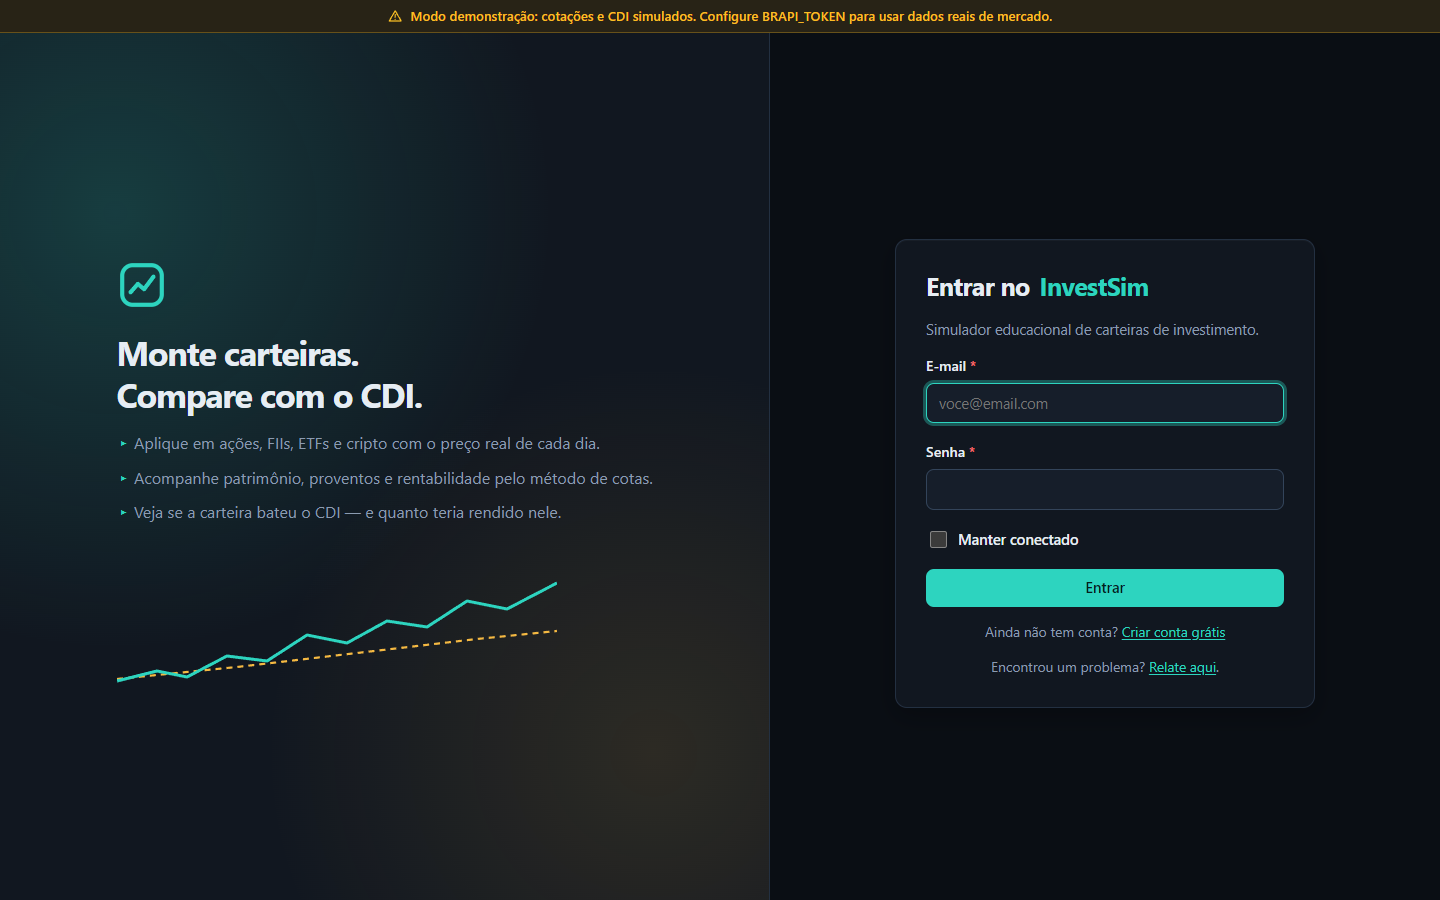 ⚠ Modo demonstração: cotações e CDI simulados. Configure BRAPI_TOKEN para usar dados reais de mercado.
Monte carteiras.
Compare com o CDI.
▸ Aplique em ações, FIIs, ETFs e cripto com o preço real de cada dia.
▸ Acompanhe patrimônio, proventos e rentabilidade pelo método de cotas.
▸ Veja se a carteira bateu o CDI — e quanto teria rendido nele.
Entrar no InvestSim
Simulador educacional de carteiras de investimento.
E-mail *
voce@email.com
Senha *
Manter conectado
Entrar
Ainda não tem conta? Criar conta grátis
Encontrou um problema? Relate aqui.